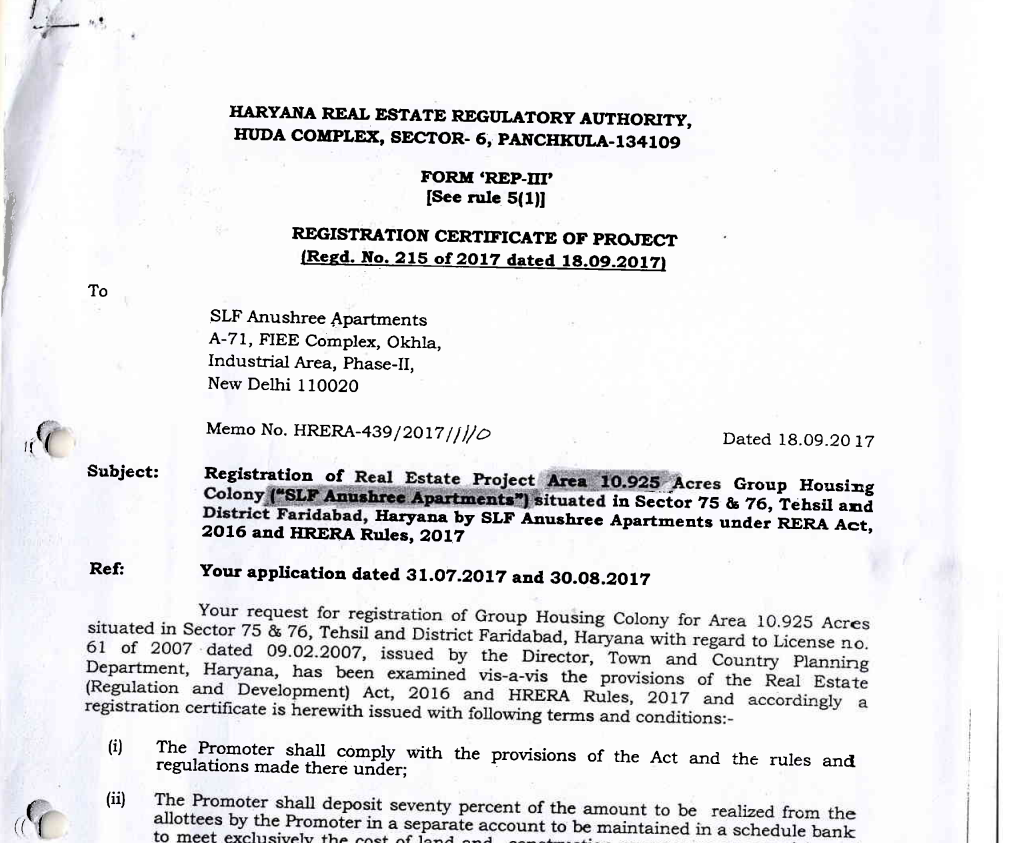 HARYANA REAL ESTATE REGULATORY AUTHORITY,
HUDA COMPLEX, SECTOR- 6, PANCHKULA-134109
FORM ‘REP-III’
[See rule 5(1)]
REGISTRATION CERTIFICATE OF PROJECT
(Regd. No. 215 of 2017 dated 18.09.2017)
To
SLF Anushree Apartments
A-71, FIEE Complex, Okhla,
Industrial Area, Phase-II,
New Delhi 110020
Memo No. HRERA-439/2017/
Dated 18.09.2017
Subject: Registration of Real Estate Project Area 10.925 Acres Group Housing
Colony (“SLF Anushree Apartments”) situated in Sector 75 & 76, Tehsil and
District Faridabad, Haryana by SLF Anushree Apartments under RERA Act,
2016 and HRERA Rules, 2017
Ref: Your application dated 31.07.2017 and 30.08.2017
Your request for registration of Group Housing Colony for Area 10.925 Acres
situated in Sector 75 & 76, Tehsil and District Faridabad, Haryana with regard to License no.
61 of 2007 dated 09.02.2007, issued by the Director, Town and Country Planning
Department, Haryana, has been examined vis-a-vis the provisions of the Real Estate
(Regulation and Development) Act, 2016 and HRERA Rules, 2017 and accordingly a
registration certificate is herewith issued with following terms and conditions:-
(i) The Promoter shall comply with the provisions of the Act and the rules and
regulations made there under;
(ii) The Promoter shall deposit seventy percent of the amount to be realized from the
allottees by the Promoter in a separate account to be maintained in a schedule bank
to meet exclusively the cost of land and